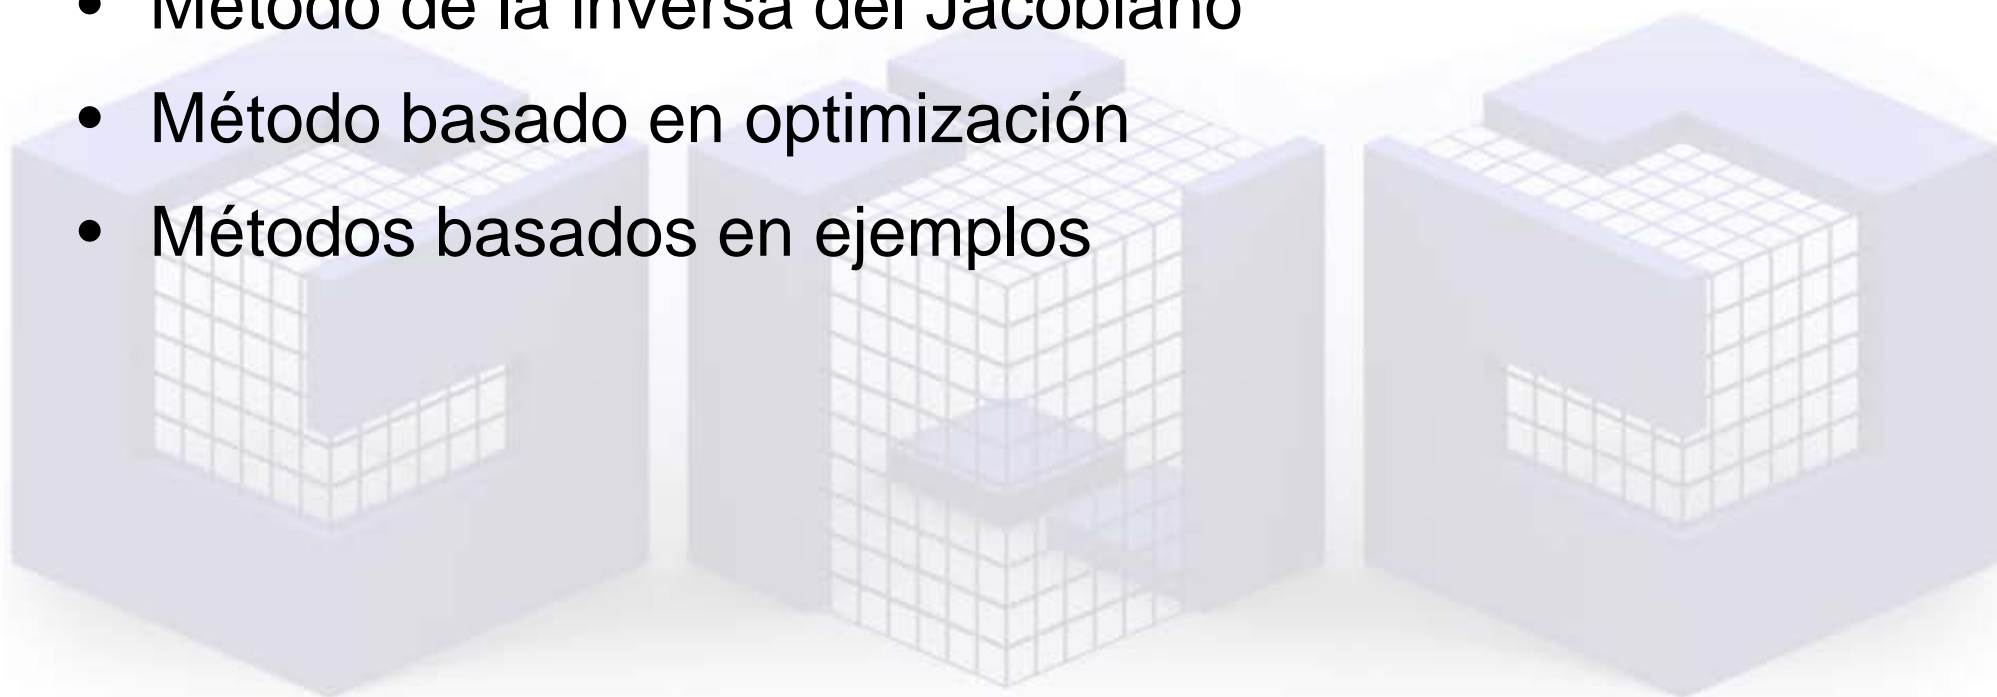 • Método de la inversa del Jacobiano
• Método basado en optimización
• Métodos basados en ejemplos